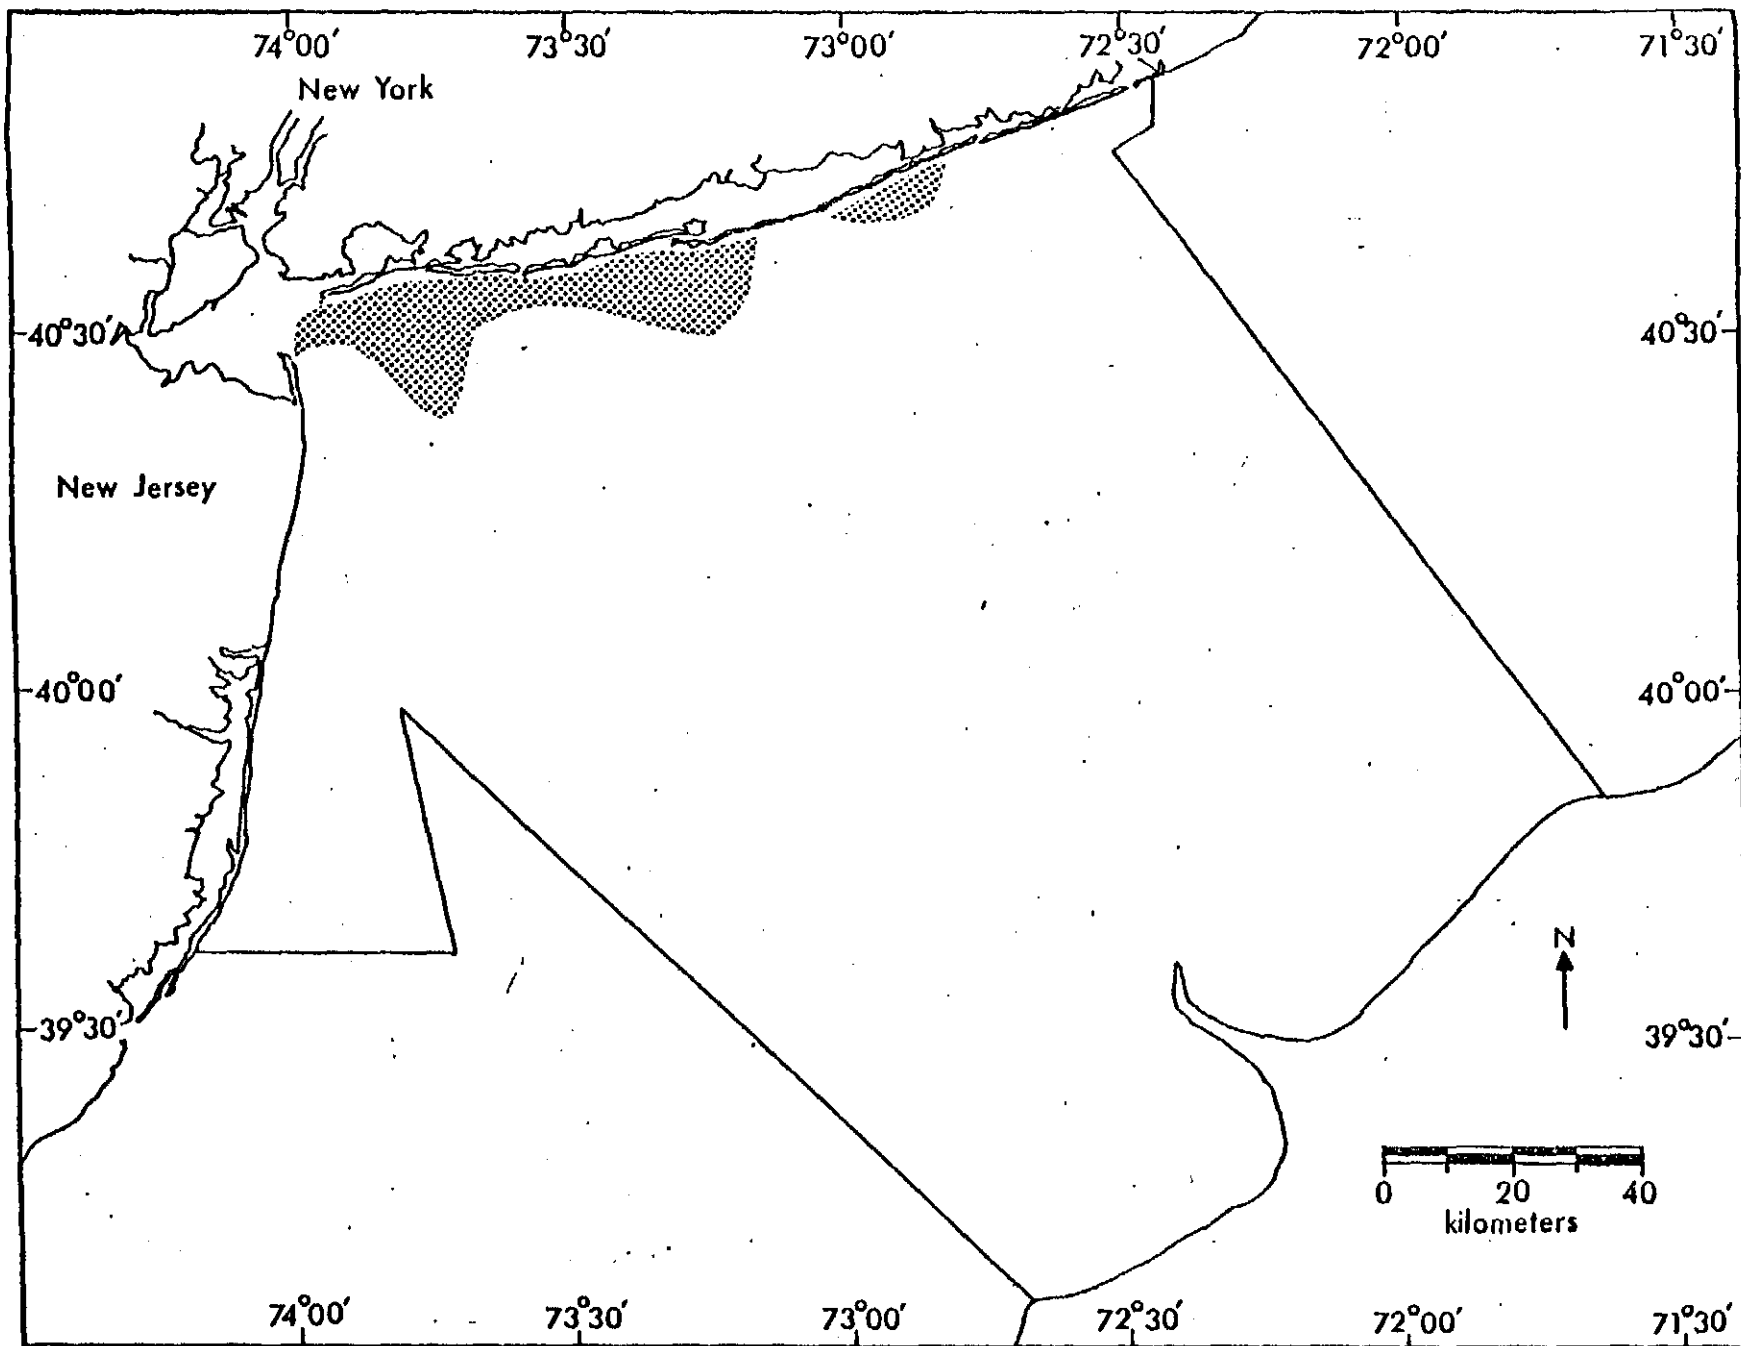 74°00′ 73°30′ 73°00′ 72°30′ 72°00′ 71°30′
New York
40°30′ 40°30′
New Jersey
40°00′ 40°00′
N
39°30′ 39°30′
0 20 40
kilometers
74°00′ 73°30′ 73°00′ 72°30′ 72°00′ 71°30′